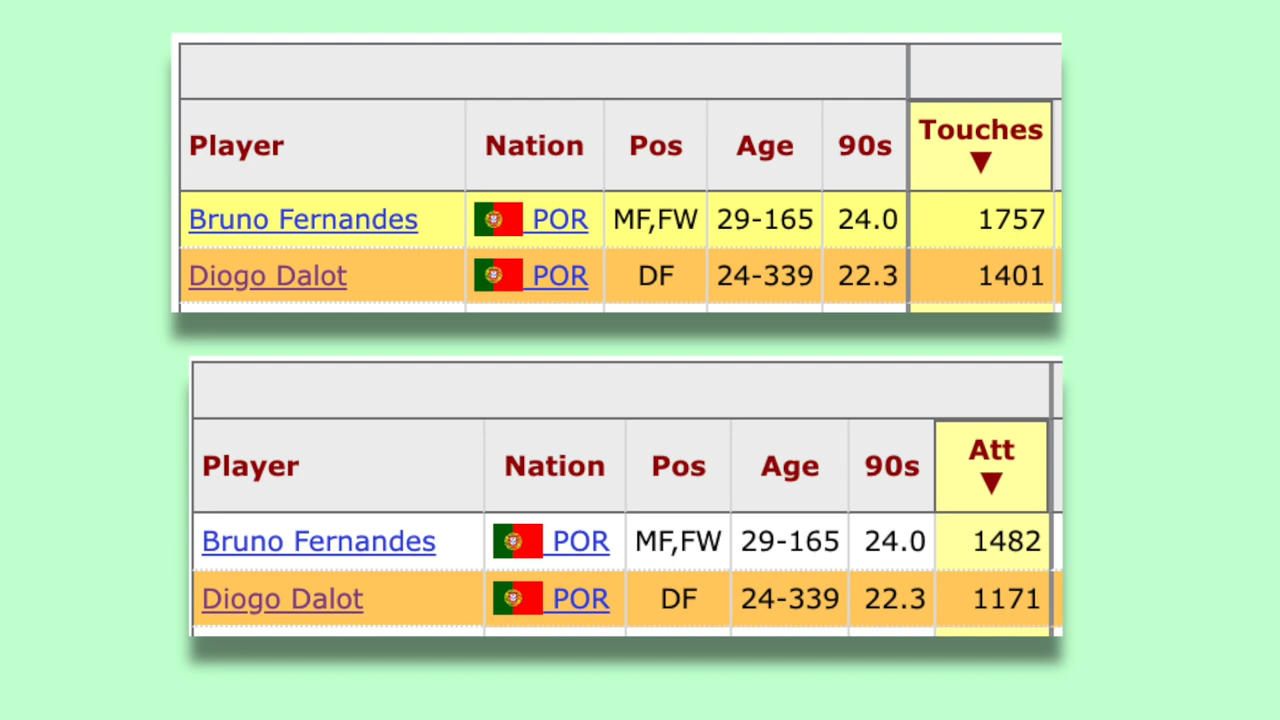 Player Nation Pos Age 90s Touches ▼
Bruno Fernandes POR MF,FW 29-165 24.0 1757
Diogo Dalot POR DF 24-339 22.3 1401
Player Nation Pos Age 90s Att ▼
Bruno Fernandes POR MF,FW 29-165 24.0 1482
Diogo Dalot POR DF 24-339 22.3 1171